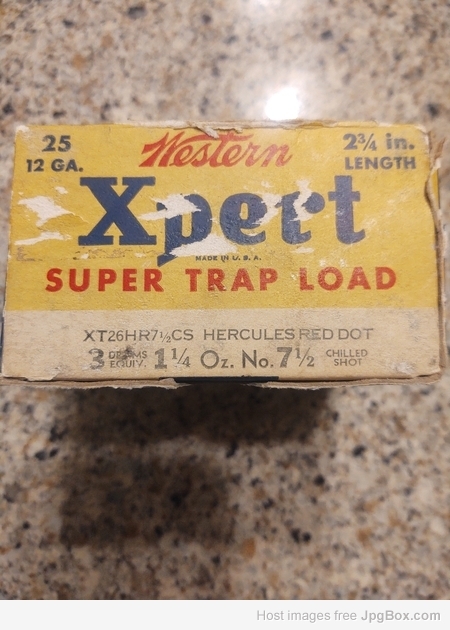 25 Western 2¾ in.
12 GA. LENGTH
Xpert
MADE IN U.S.A.
SUPER TRAP LOAD
XT26HR7½CS HERCULES RED DOT
3 DRAMS EQUIV. 1¼ Oz. No. 7½ CHILLED SHOT
Host images free JpgBox.com